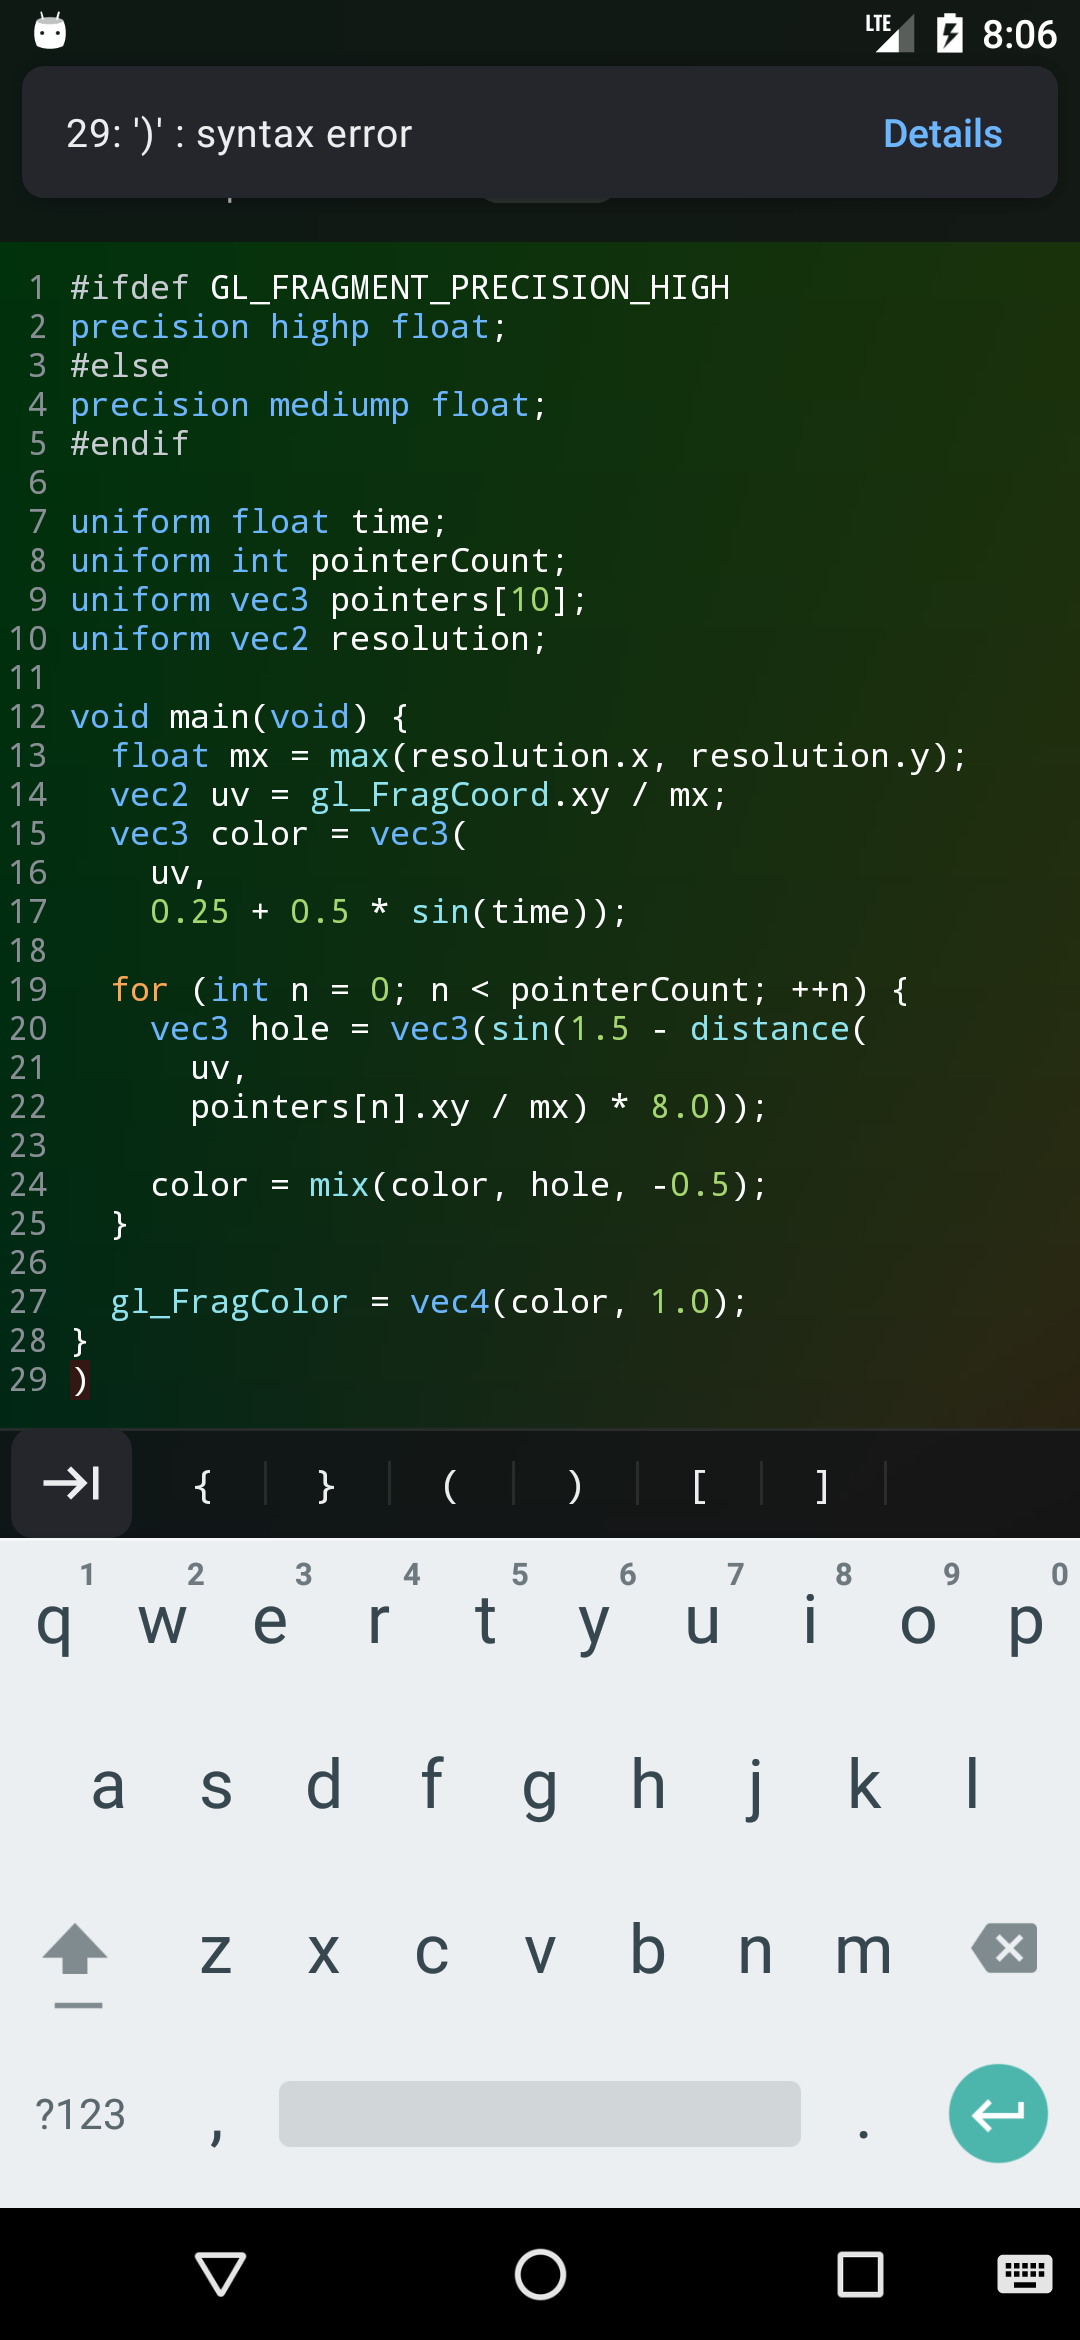 LTE 8:06
29: ')' : syntax error Details
1 #ifdef GL_FRAGMENT_PRECISION_HIGH
2 precision highp float;
3 #else
4 precision mediump float;
5 #endif
6
7 uniform float time;
8 uniform int pointerCount;
9 uniform vec3 pointers[10];
10 uniform vec2 resolution;
11
12 void main(void) {
13   float mx = max(resolution.x, resolution.y);
14   vec2 uv = gl_FragCoord.xy / mx;
15   vec3 color = vec3(
16     uv,
17     0.25 + 0.5 * sin(time));
18
19   for (int n = 0; n < pointerCount; ++n) {
20     vec3 hole = vec3(sin(1.5 - distance(
21       uv,
22       pointers[n].xy / mx) * 8.0));
23
24     color = mix(color, hole, -0.5);
25   }
26
27   gl_FragColor = vec4(color, 1.0);
28 }
29 )
{ } ( ) [ ]
1 2 3 4 5 6 7 8 9 0
q w e r t y u i o p
a s d f g h j k l
z x c v b n m
?123 , .